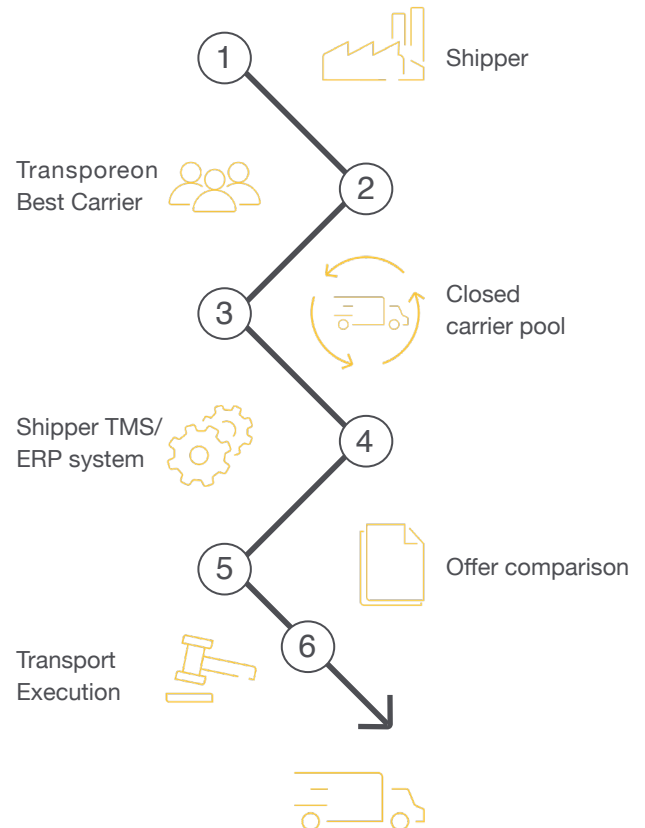 1
Shipper
Transporeon
Best Carrier
2
3
Closed
carrier pool
Shipper TMS/
ERP system
4
5
Offer comparison
6
Transport
Execution